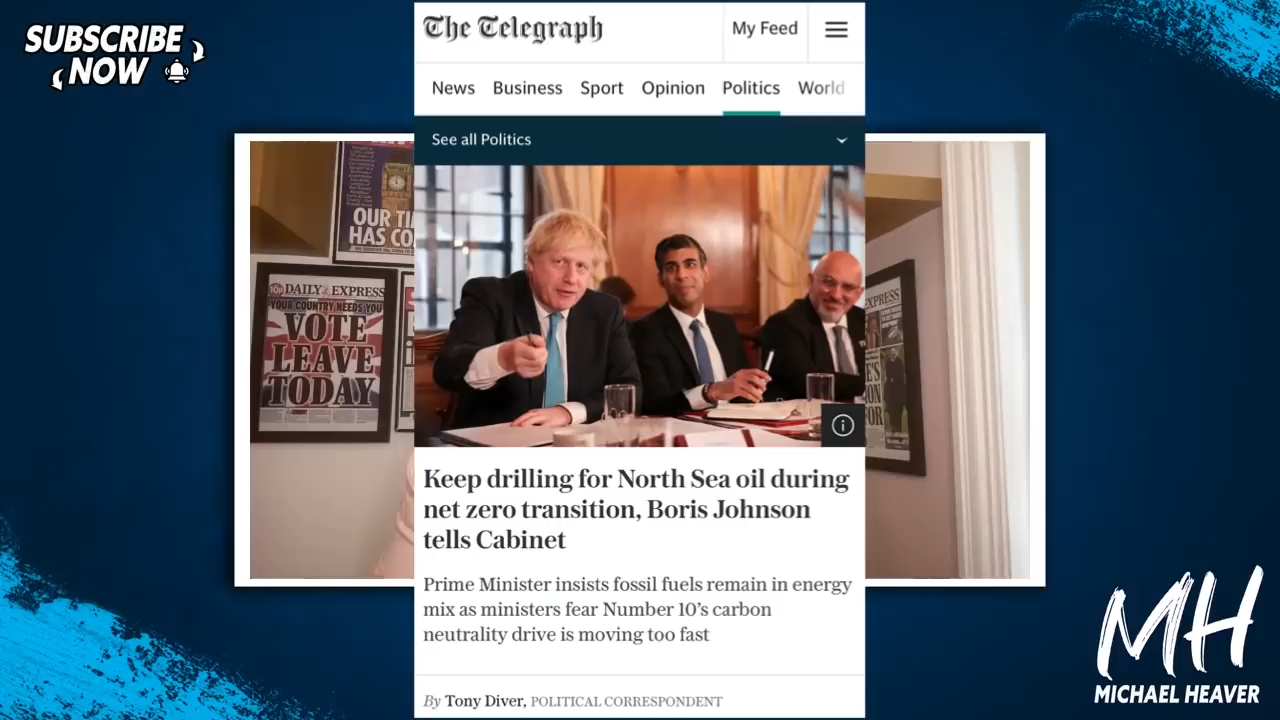 SUBSCRIBE
NOW
The Telegraph
My Feed
News Business Sport Opinion Politics World
See all Politics
OUR TI
HAS CO
DAILY EXPRESS
YOUR COUNTRY NEEDS YOU
VOTE
LEAVE
TODAY
EXPRESS
Keep drilling for North Sea oil during
net zero transition, Boris Johnson
tells Cabinet
Prime Minister insists fossil fuels remain in energy
mix as ministers fear Number 10’s carbon
neutrality drive is moving too fast
By Tony Diver, POLITICAL CORRESPONDENT
MH
MICHAEL HEAVER